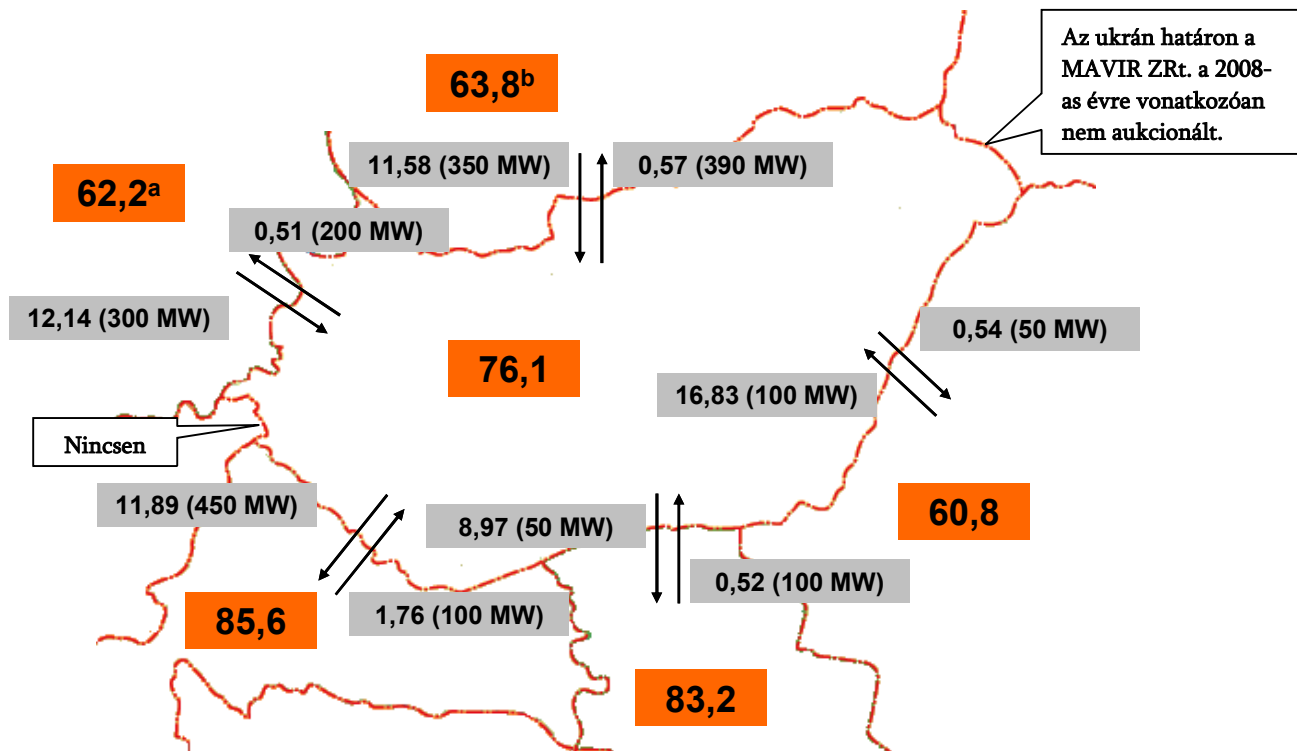 Az ukrán határon a
MAVIR ZRt. a 2008-
as évre vonatkozóan
nem aukcionált.
63,8ᵇ
11,58 (350 MW)
0,57 (390 MW)
62,2ᵃ
0,51 (200 MW)
12,14 (300 MW)
0,54 (50 MW)
76,1
16,83 (100 MW)
Nincsen
11,89 (450 MW)
8,97 (50 MW)
60,8
0,52 (100 MW)
1,76 (100 MW)
85,6
83,2